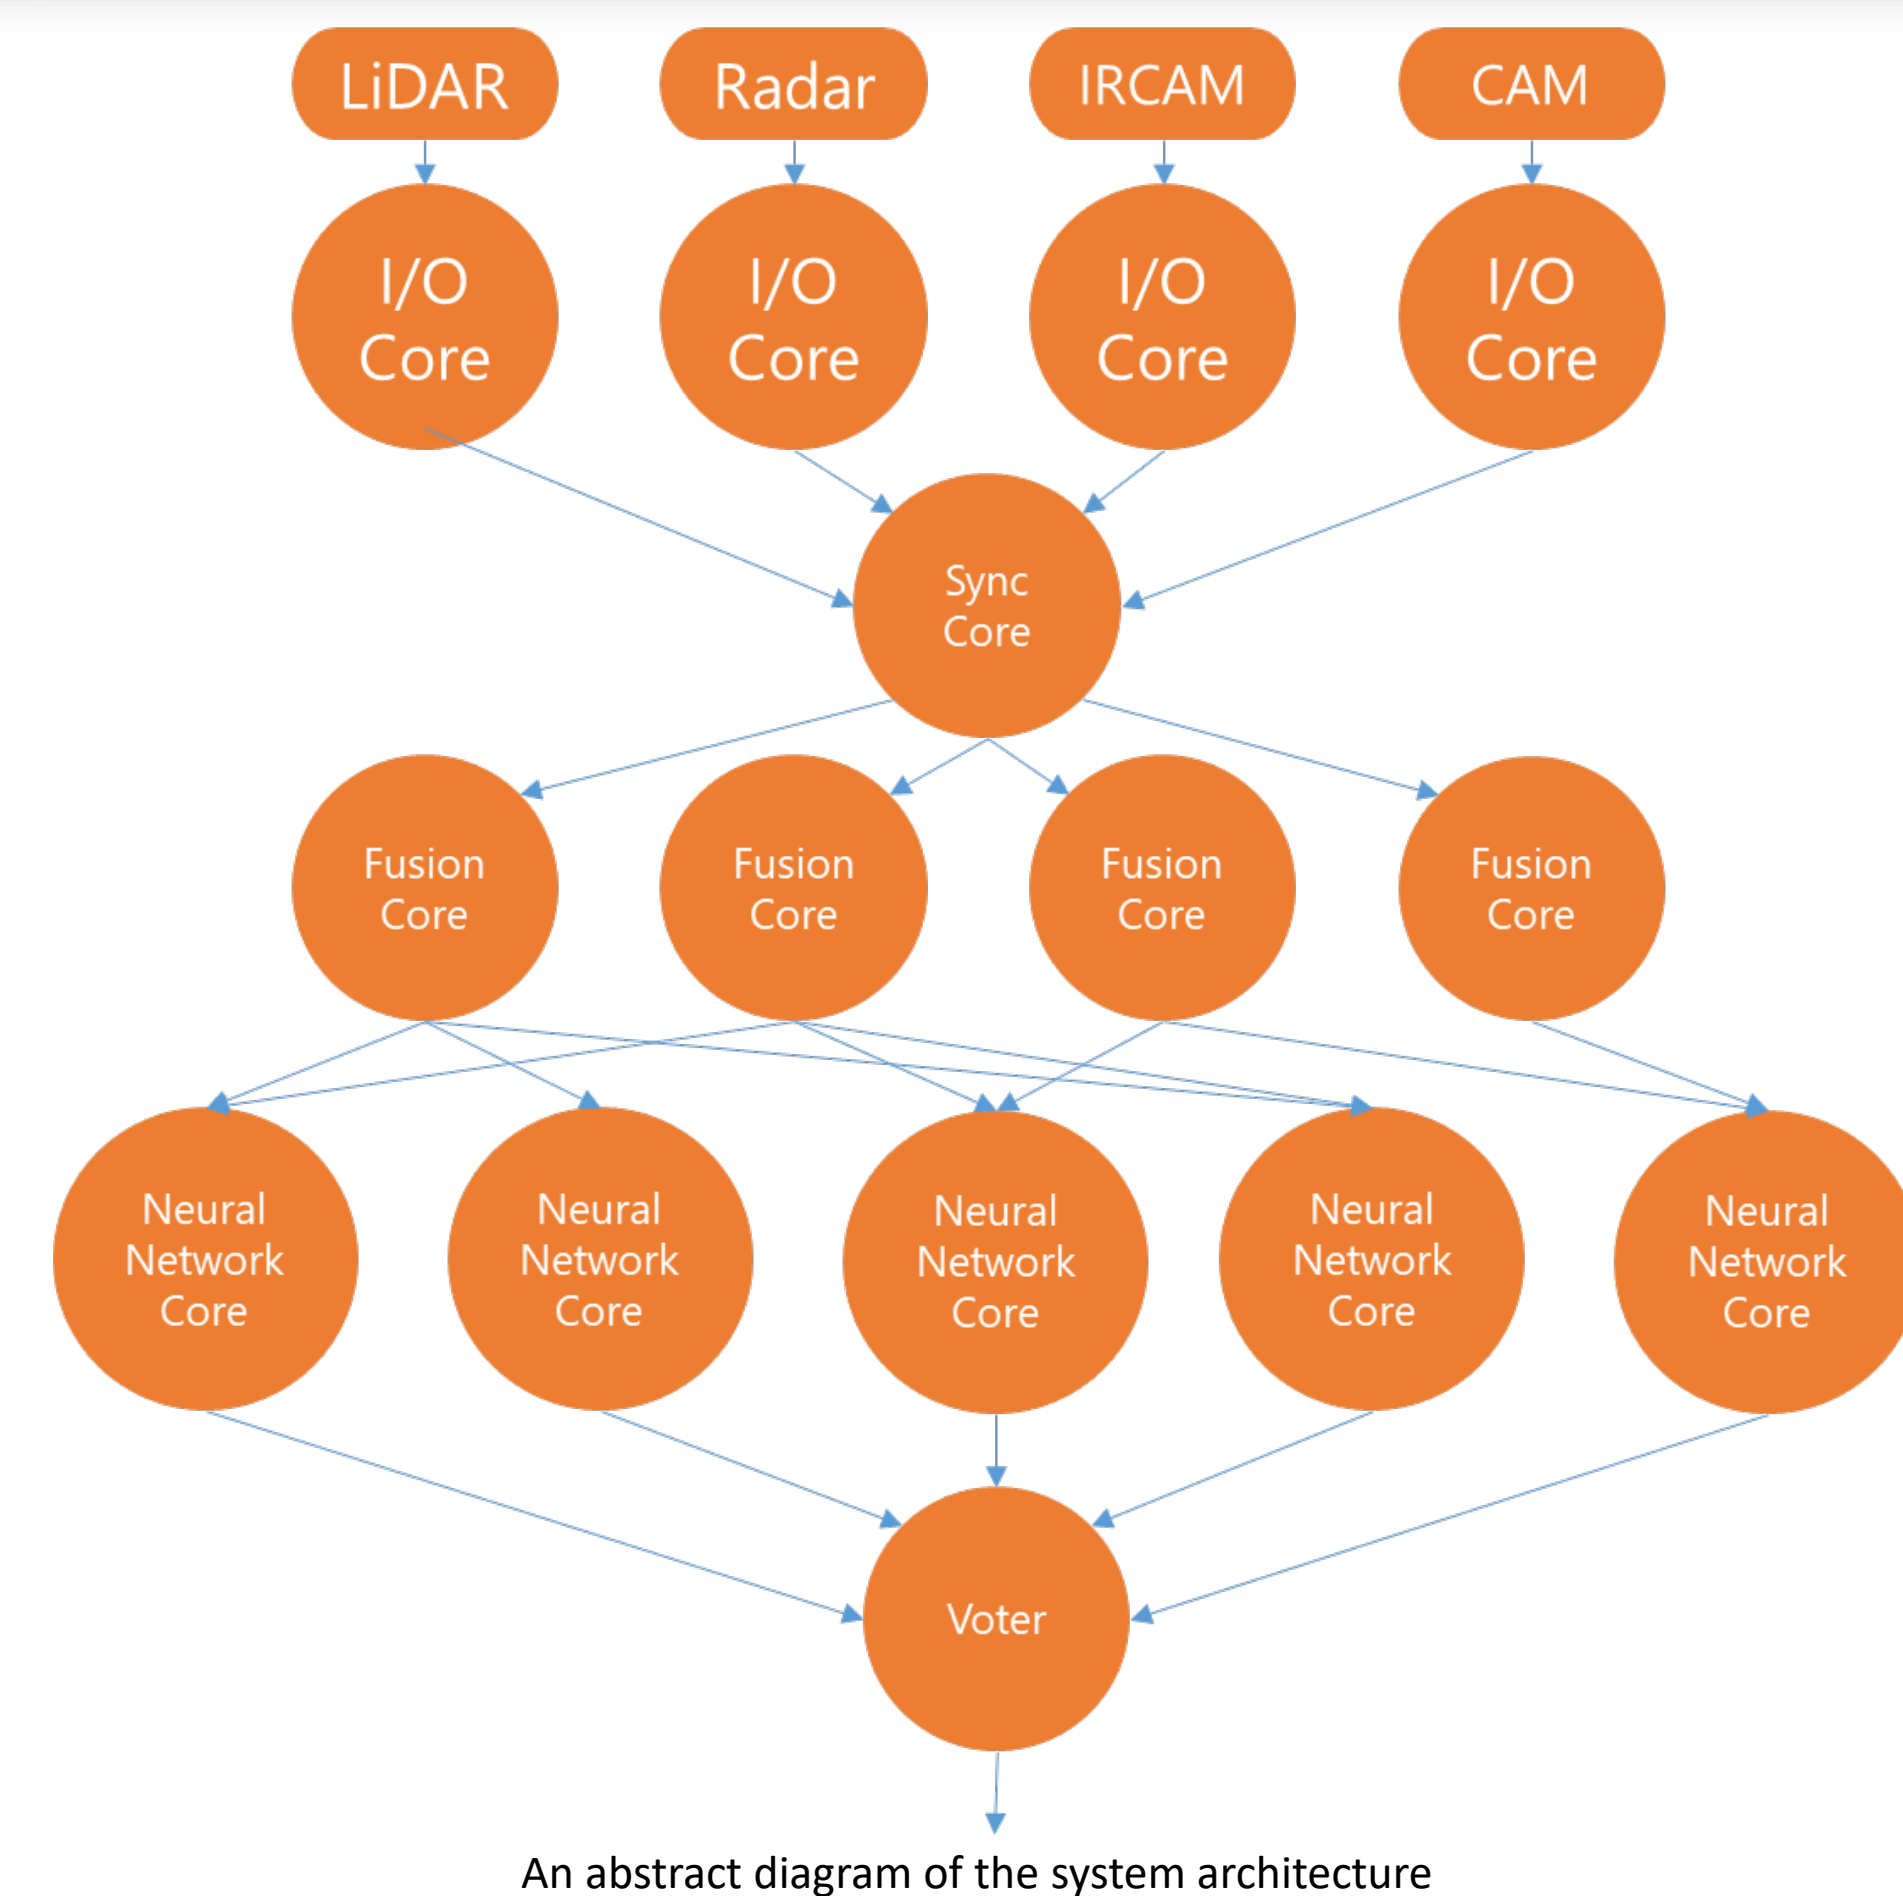 LiDAR
Radar
IRCAM
CAM
I/O
Core
I/O
Core
I/O
Core
I/O
Core
Sync
Core
Fusion
Core
Fusion
Core
Fusion
Core
Fusion
Core
Neural
Network
Core
Neural
Network
Core
Neural
Network
Core
Neural
Network
Core
Neural
Network
Core
Voter
An abstract diagram of the system architecture